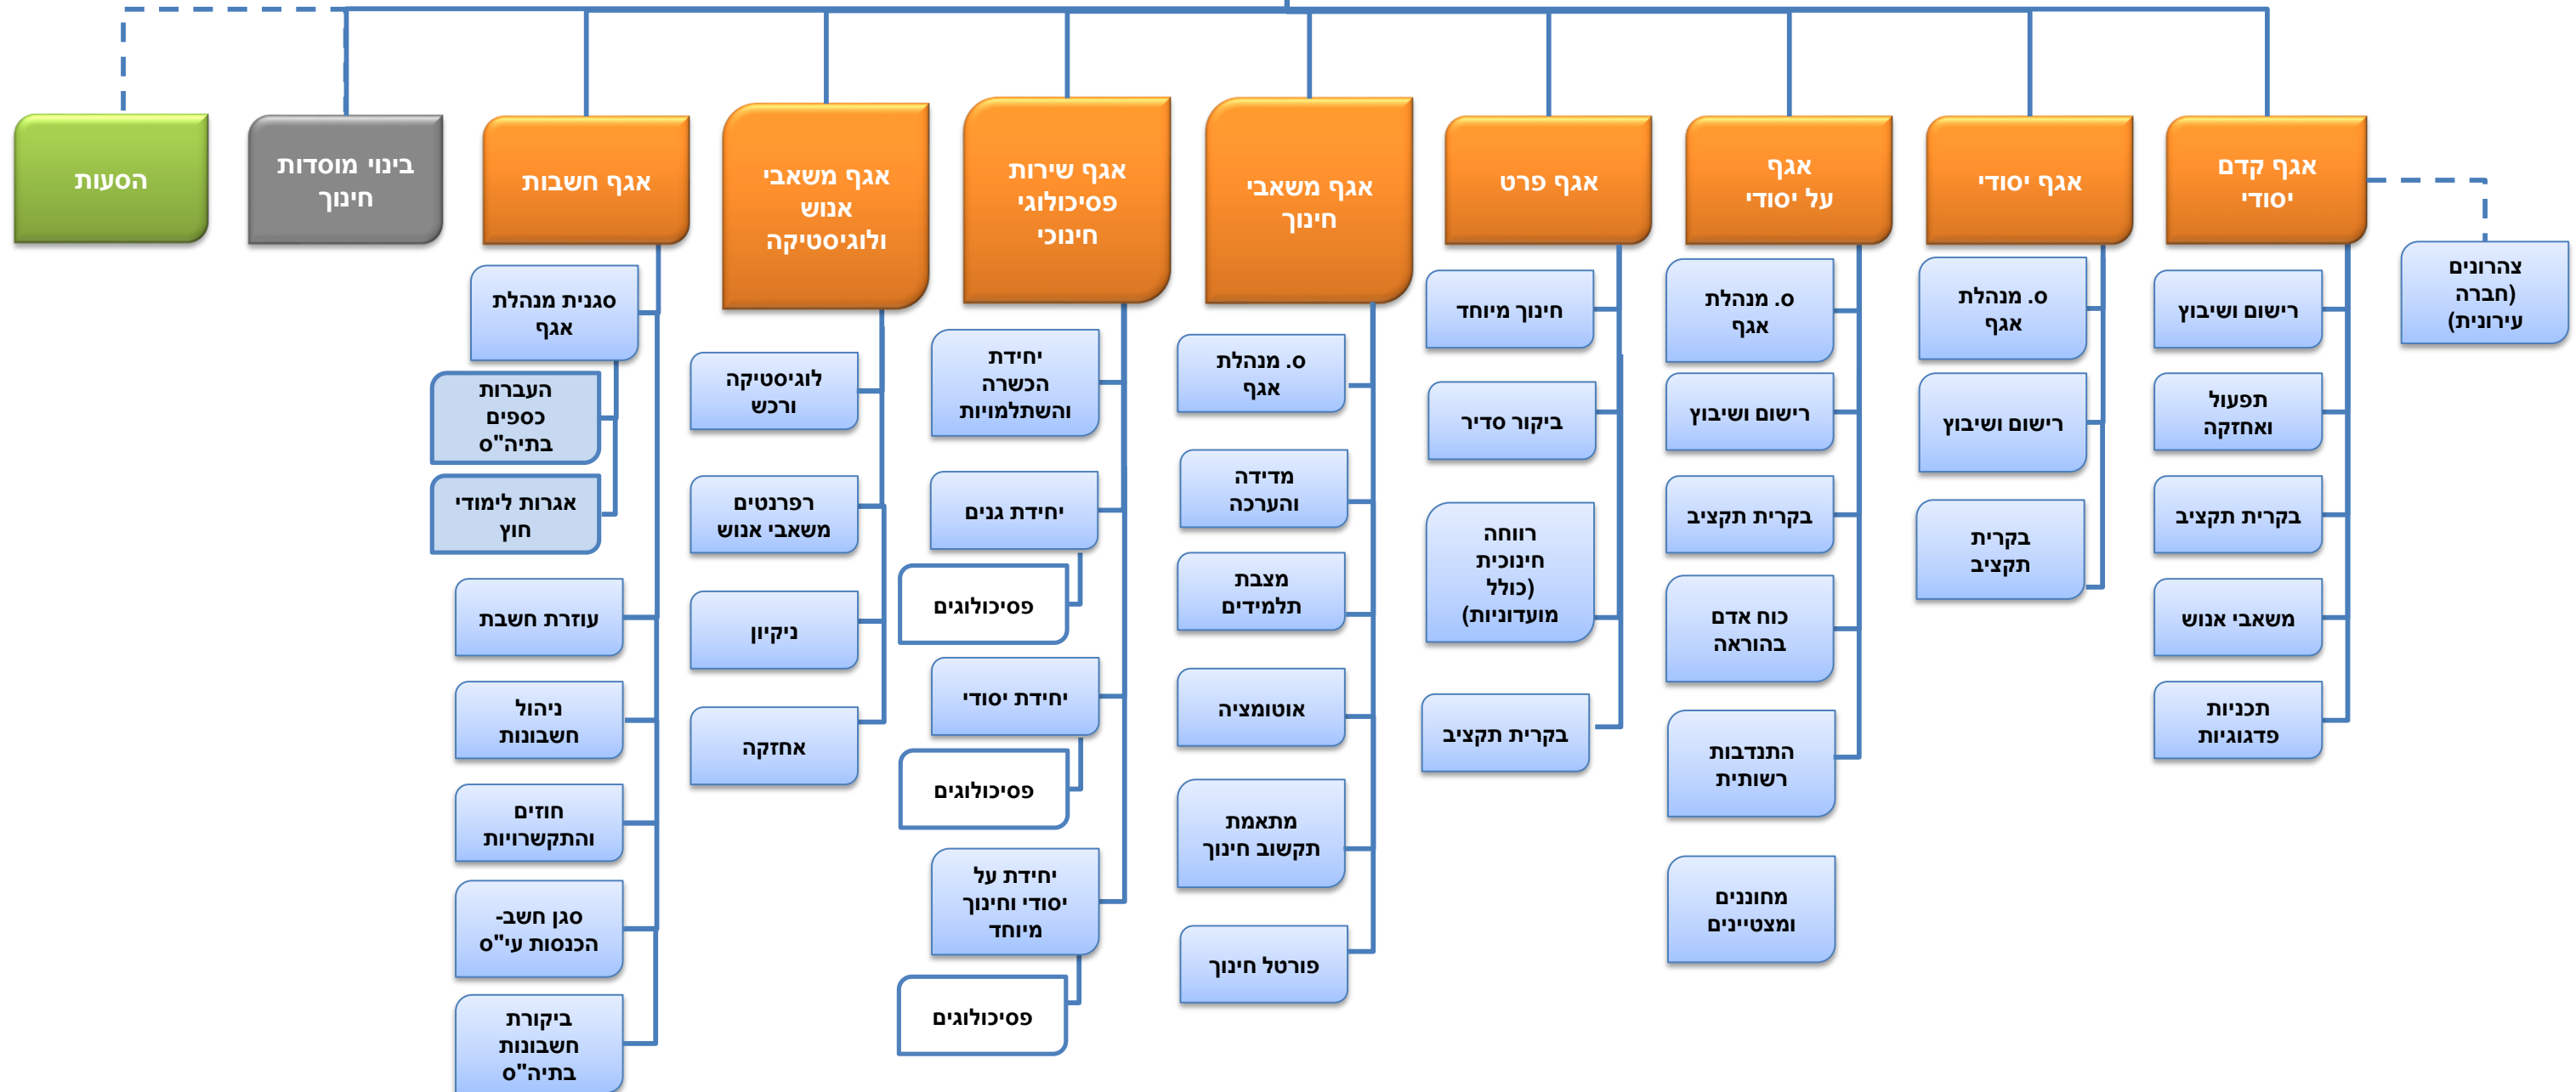 אגף קדם
יסודי
אגף יסודי
אגף
על יסודי
אגף פרט
אגף משאבי
חינוך
אגף שירות
פסיכולוגי
חינוכי
אגף משאבי
אנוש
ולוגיסטיקה
אגף חשבות
בינוי מוסדות
חינוך
הסעות
צהרונים
(חברה
עירונית)
רישום ושיבוץ
תפעול
ואחזקה
בקרית תקציב
משאבי אנוש
תכניות
פדגוגיות
ס. מנהלת
אגף
רישום ושיבוץ
בקרית
תקציב
ס. מנהלת
אגף
רישום ושיבוץ
בקרית תקציב
כוח אדם
בהוראה
התנדבות
רשותית
מחוננים
ומצטיינים
חינוך מיוחד
ביקור סדיר
רווחה
חינוכית
(כולל
מועדוניות)
בקרית תקציב
ס. מנהלת
אגף
מדידה
והערכה
מצבת
תלמידים
אוטומציה
מתאמת
תקשוב חינוך
פורטל חינוך
יחידת
הכשרה
והשתלמויות
יחידת גנים
פסיכולוגים
יחידת יסודי
פסיכולוגים
יחידת על
יסודי וחינוך
מיוחד
פסיכולוגים
לוגיסטיקה
ורכש
רפרנטים
משאבי אנוש
ניקיון
אחזקה
סגנית מנהלת
אגף
העברות
כספים
בתיה"ס
אגרות לימודי
חוץ
עוזרת חשבת
ניהול
חשבונות
חוזים
והתקשרויות
סגן חשב-
הכנסות עי"ס
ביקורת
חשבונות
בתיה"ס